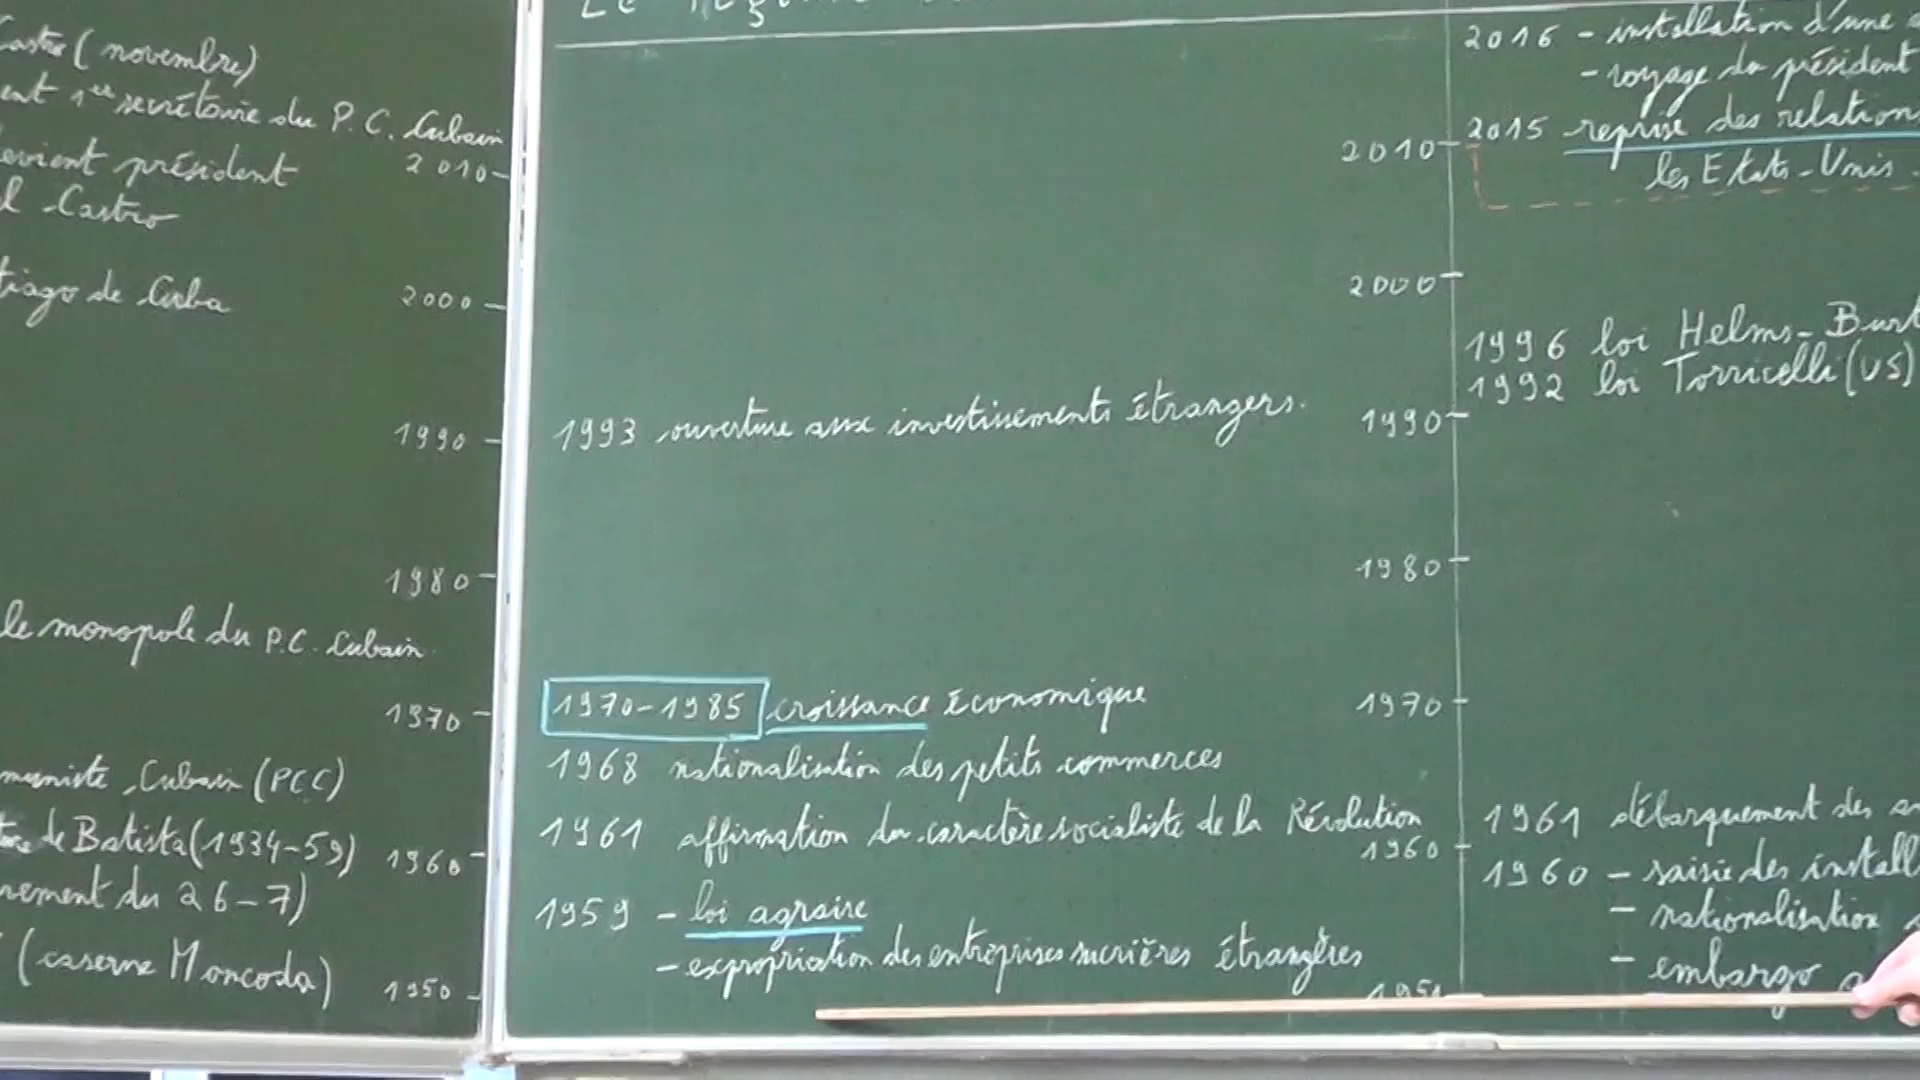 Castro (novembre)
1er secrétaire du P.C. Cubain
devient président
Castro
de Cuba
2010
2000
1990
1980
le monopole du P.C. Cubain
1970
Cubain (PCC)
de Batista (1934-59)
1960
du 26-7)
(caserne Moncada)
1950
Le
1993 ouverture aux investissements étrangers.
1970-1985 croissance économique
1968 nationalisation des petits commerces
1961 affirmation du caractère socialiste de la Révolution
1959 - loi agraire
- expropriation des entreprises sucrières étrangères
2010
2000
1990
1980
1970
1960
2016 - installation d'une
- voyage du président
2015 reprise des relations
les Etats-Unis
1996 loi Helms-Burt
1992 loi Torricelli (US)
1961 débarquement des
1960 - saisie des install
- nationalisation
- embargo